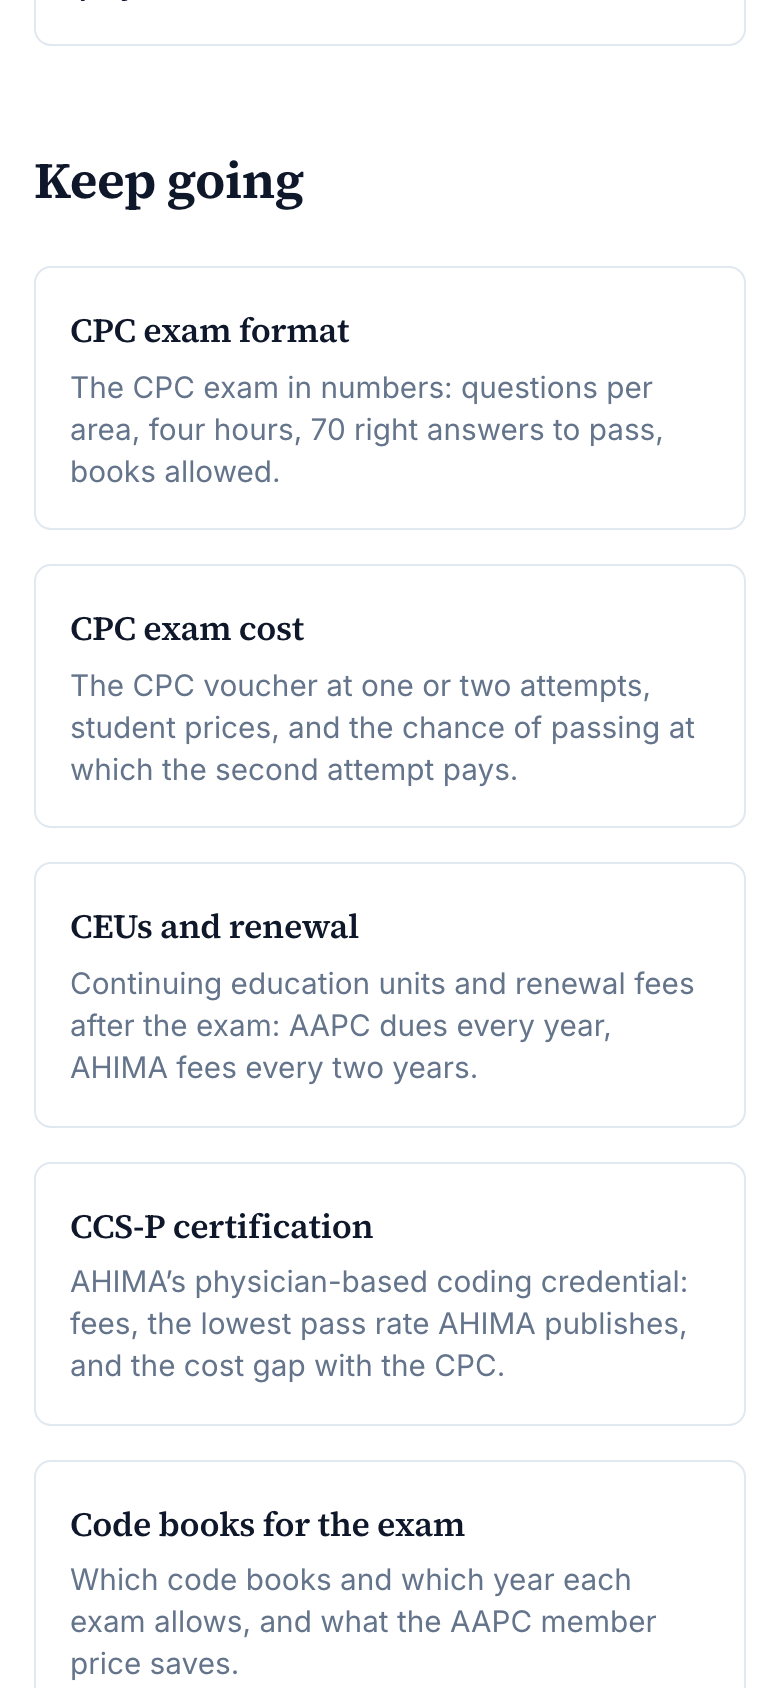 Keep going
CPC exam format
The CPC exam in numbers: questions per
area, four hours, 70 right answers to pass,
books allowed.
CPC exam cost
The CPC voucher at one or two attempts,
student prices, and the chance of passing at
which the second attempt pays.
CEUs and renewal
Continuing education units and renewal fees
after the exam: AAPC dues every year,
AHIMA fees every two years.
CCS-P certification
AHIMA’s physician-based coding credential:
fees, the lowest pass rate AHIMA publishes,
and the cost gap with the CPC.
Code books for the exam
Which code books and which year each
exam allows, and what the AAPC member
price saves.